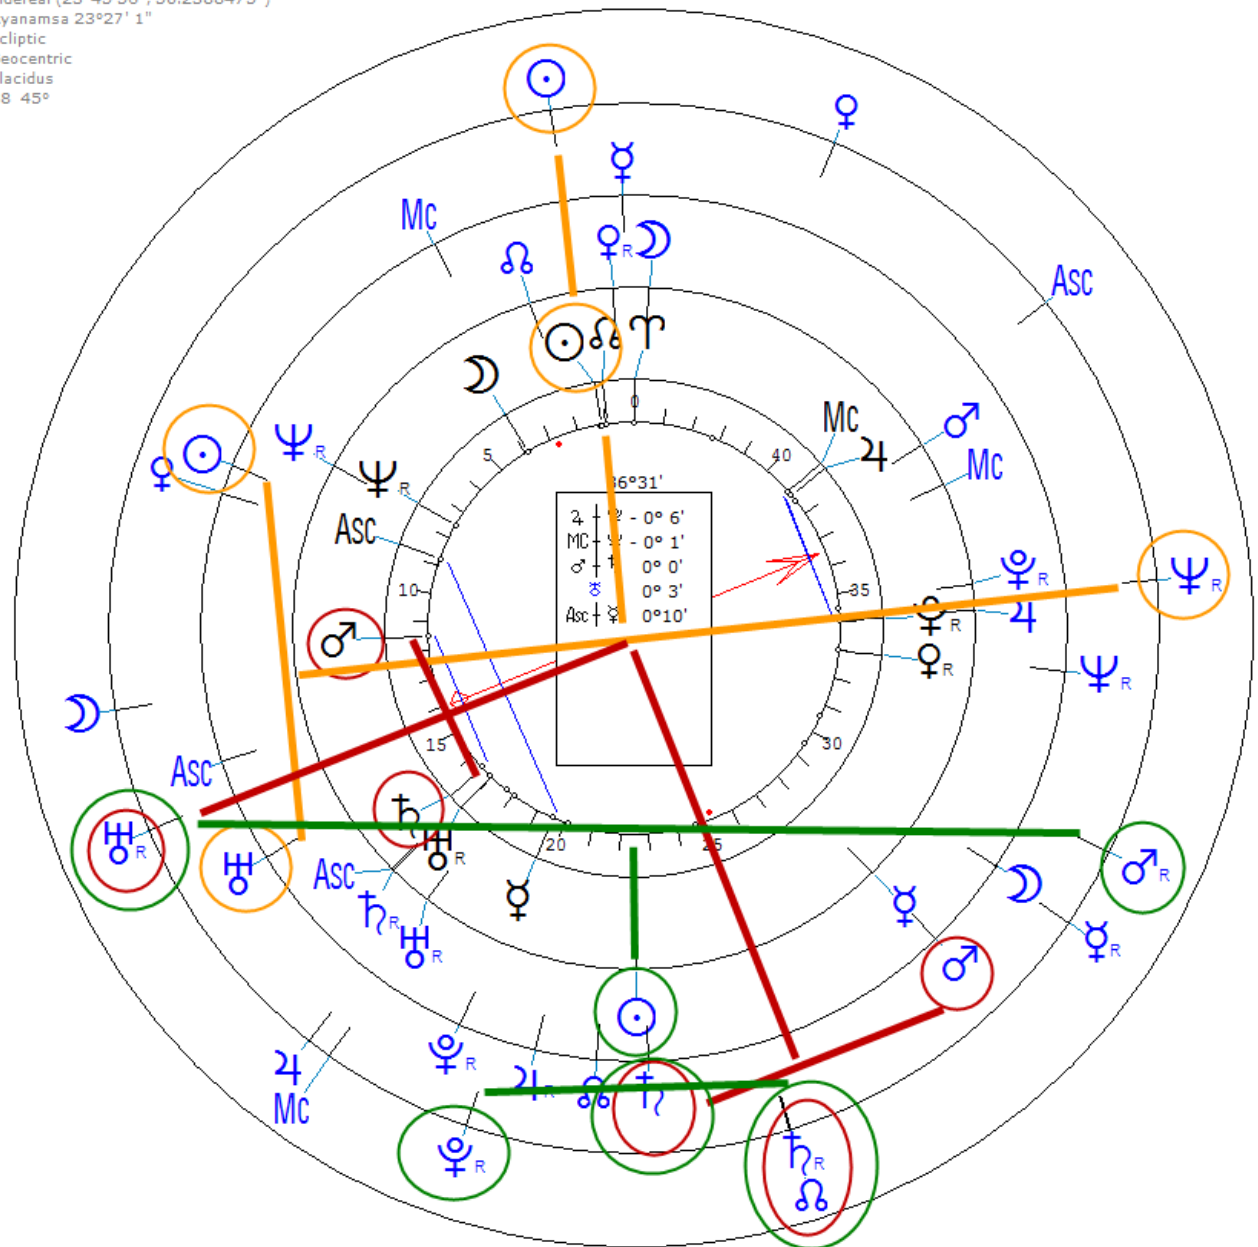 yanamsa 23°27' 1"
cliptic
eocentric
lacidus
8 45°
☉
♀
☿
Mc
☊ ♀R ☽
Asc
☉ ☊ ♈
☽
0
Mc ♂
☉ ♆R 5 40 ♃ Mc
♀ ♆R
36°31'
♃ ♆ - 0° 6'
Asc MC ♆ - 0° 1'
♂ ♄ 0° 0'
10 ♅ 0° 3' 35 ♇R ♆R
Asc ☿ 0°10' ♆R ♃
♂ ♀R
♆R
☽
15 30
Asc
♄
♅R ♅ ♅R 20 25 ♂R
Asc ☿ ☽
♄R ☿
♅R ☿R
♂
☉
♇R
♃ ♃R ☊ ♄
Mc
♇R ♄R
☊